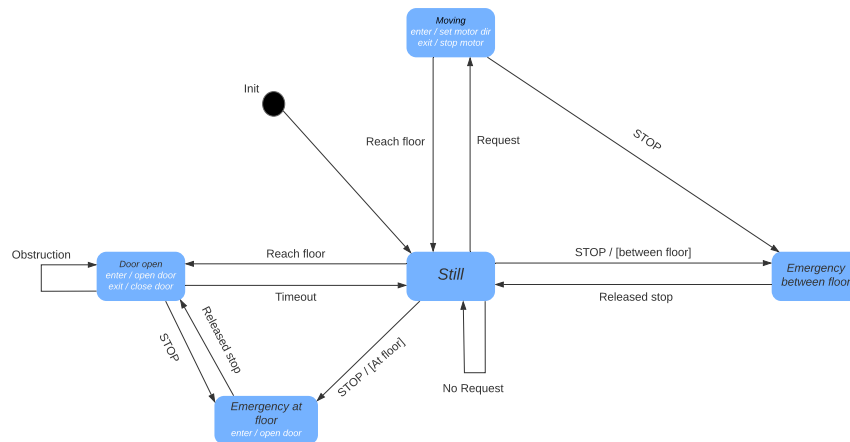 Moving
enter / set motor dir
exit / stop motor
Init
Reach floor
Request
STOP
Obstruction
Door open
enter / open door
exit / close door
Reach floor
Timeout
Still
STOP / [between floor]
Released stop
Emergency
between floor
STOP
Released stop
STOP / [At floor]
No Request
Emergency at
floor
enter / open door